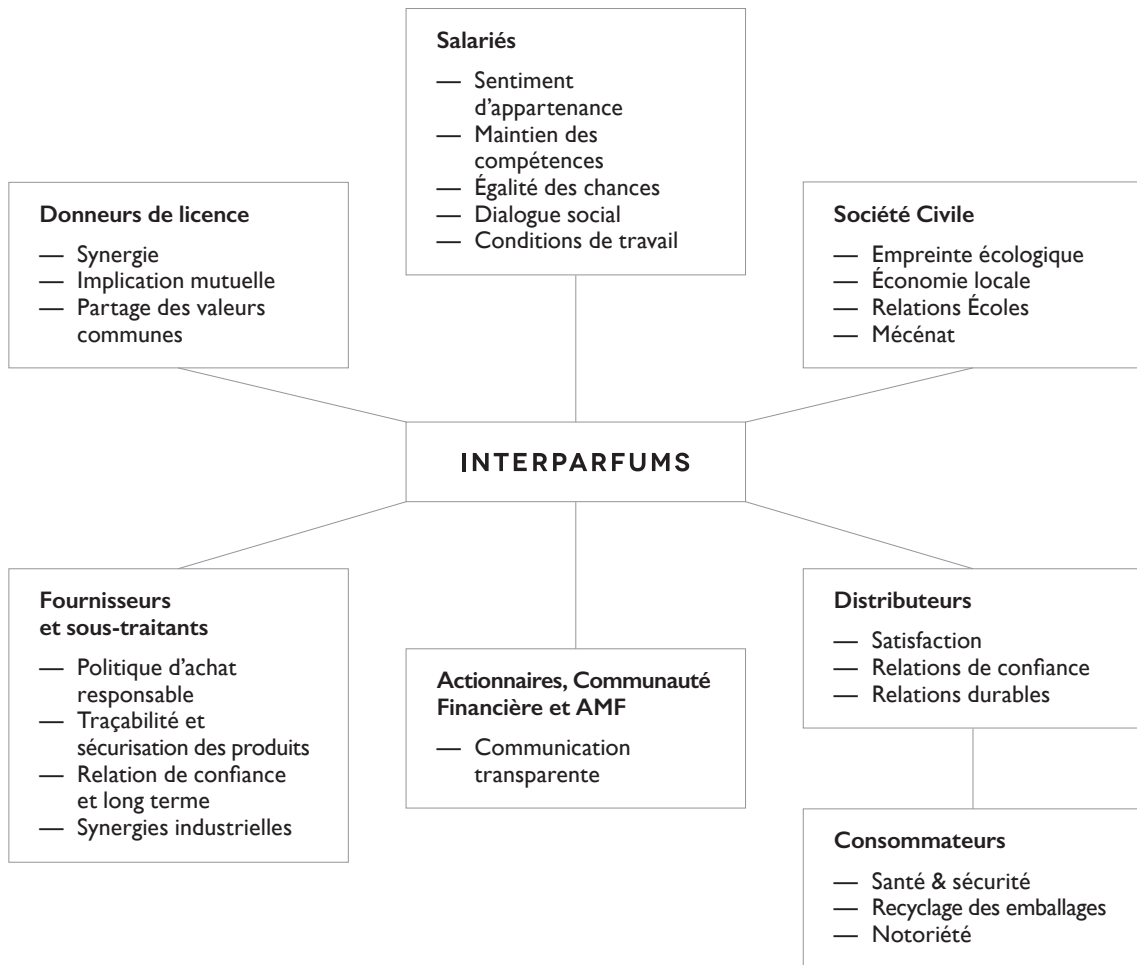 Salariés
— Sentiment
d’appartenance
— Maintien des
compétences
— Égalité des chances
— Dialogue social
— Conditions de travail
Donneurs de licence
— Synergie
— Implication mutuelle
— Partage des valeurs
communes
Société Civile
— Empreinte écologique
— Économie locale
— Relations Écoles
— Mécénat
INTERPARFUMS
Fournisseurs
et sous-traitants
— Politique d’achat
responsable
— Traçabilité et
sécurisation des produits
— Relation de confiance
et long terme
— Synergies industrielles
Actionnaires, Communauté
Financière et AMF
— Communication
transparente
Distributeurs
— Satisfaction
— Relations de confiance
— Relations durables
Consommateurs
— Santé & sécurité
— Recyclage des emballages
— Notoriété